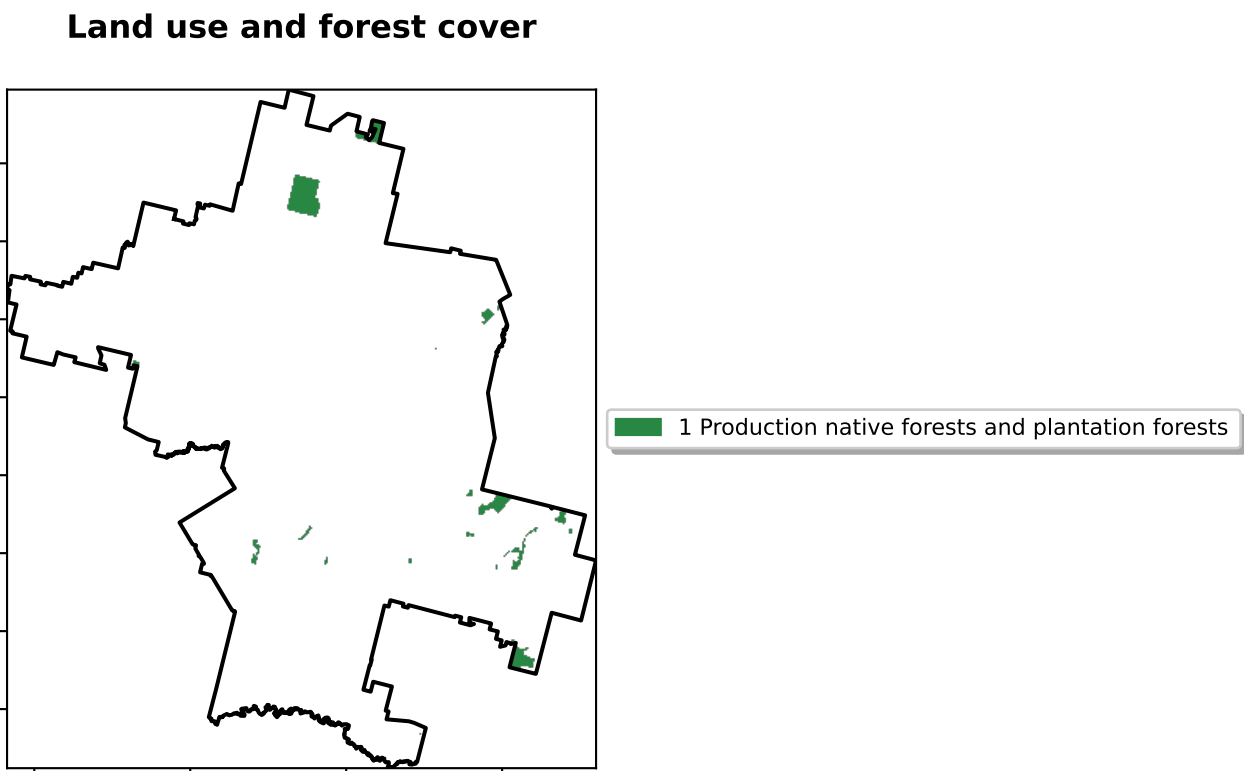 Land use and forest cover
1 Production native forests and plantation forests